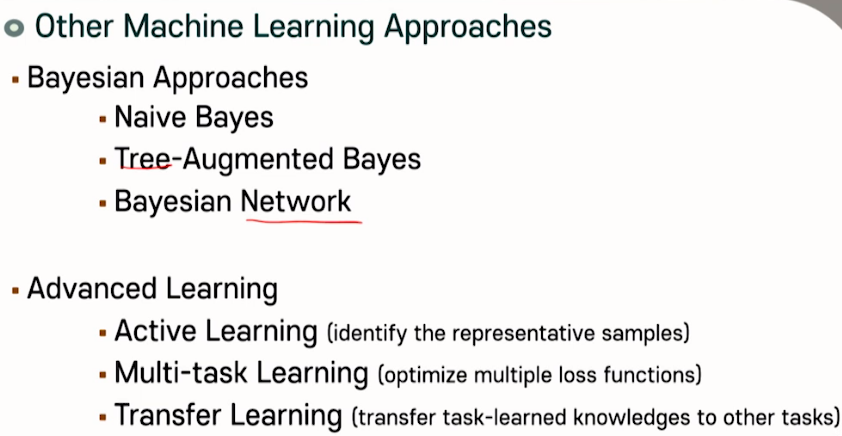 Other Machine Learning Approaches
Bayesian Approaches
Naive Bayes
Tree-Augmented Bayes
Bayesian Network
Advanced Learning
Active Learning (identify the representative samples)
Multi-task Learning (optimize multiple loss functions)
Transfer Learning (transfer task-learned knowledges to other tasks)